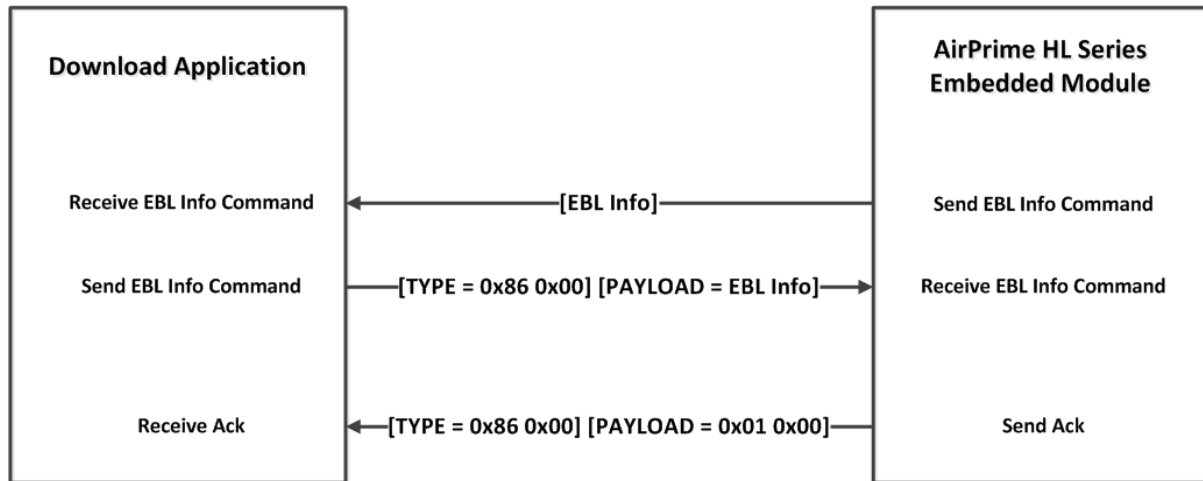 Download Application
AirPrime HL Series
Embedded Module
Receive EBL Info Command
[EBL Info]
Send EBL Info Command
Send EBL Info Command
[TYPE = 0x86 0x00] [PAYLOAD = EBL Info]
Receive EBL Info Command
Receive Ack
[TYPE = 0x86 0x00] [PAYLOAD = 0x01 0x00]
Send Ack